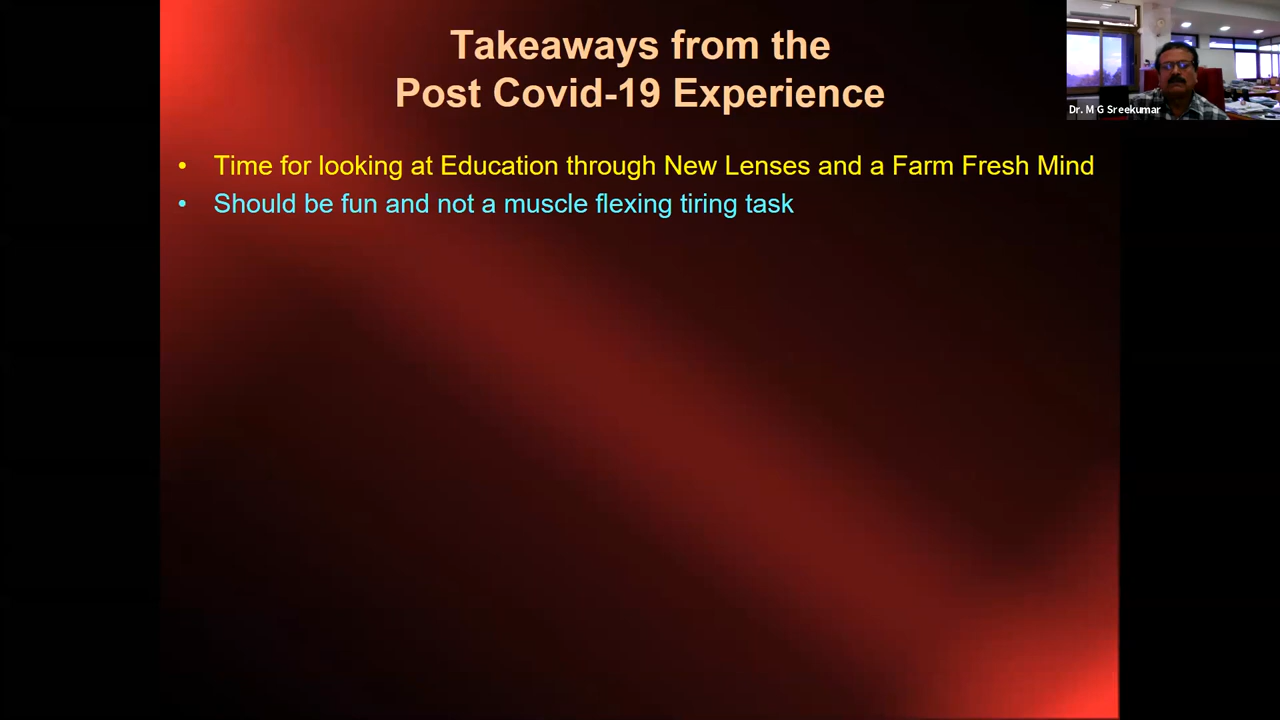 Takeaways from the
Post Covid-19 Experience
Dr. M G Sreekumar
• Time for looking at Education through New Lenses and a Farm Fresh Mind
• Should be fun and not a muscle flexing tiring task